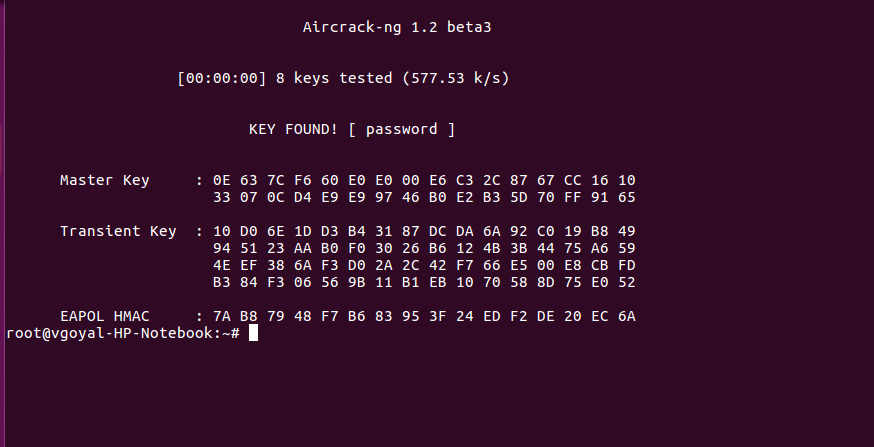 Aircrack-ng 1.2 beta3
[00:00:00] 8 keys tested (577.53 k/s)
KEY FOUND! [ password ]
Master Key : 0E 63 7C F6 60 E0 E0 00 E6 C3 2C 87 67 CC 16 10
33 07 0C D4 E9 E9 97 46 B0 E2 B3 5D 70 FF 91 65
Transient Key : 10 D0 6E 1D D3 B4 31 87 DC DA 6A 92 C0 19 B8 49
94 51 23 AA B0 F0 30 26 B6 12 4B 3B 44 75 A6 59
4E EF 38 6A F3 D0 2A 2C 42 F7 66 E5 00 E8 CB FD
B3 84 F3 06 56 9B 11 B1 EB 10 70 58 8D 75 E0 52
EAPOL HMAC : 7A B8 79 48 F7 B6 83 95 3F 24 ED F2 DE 20 EC 6A
root@vgoyal-HP-Notebook:~#